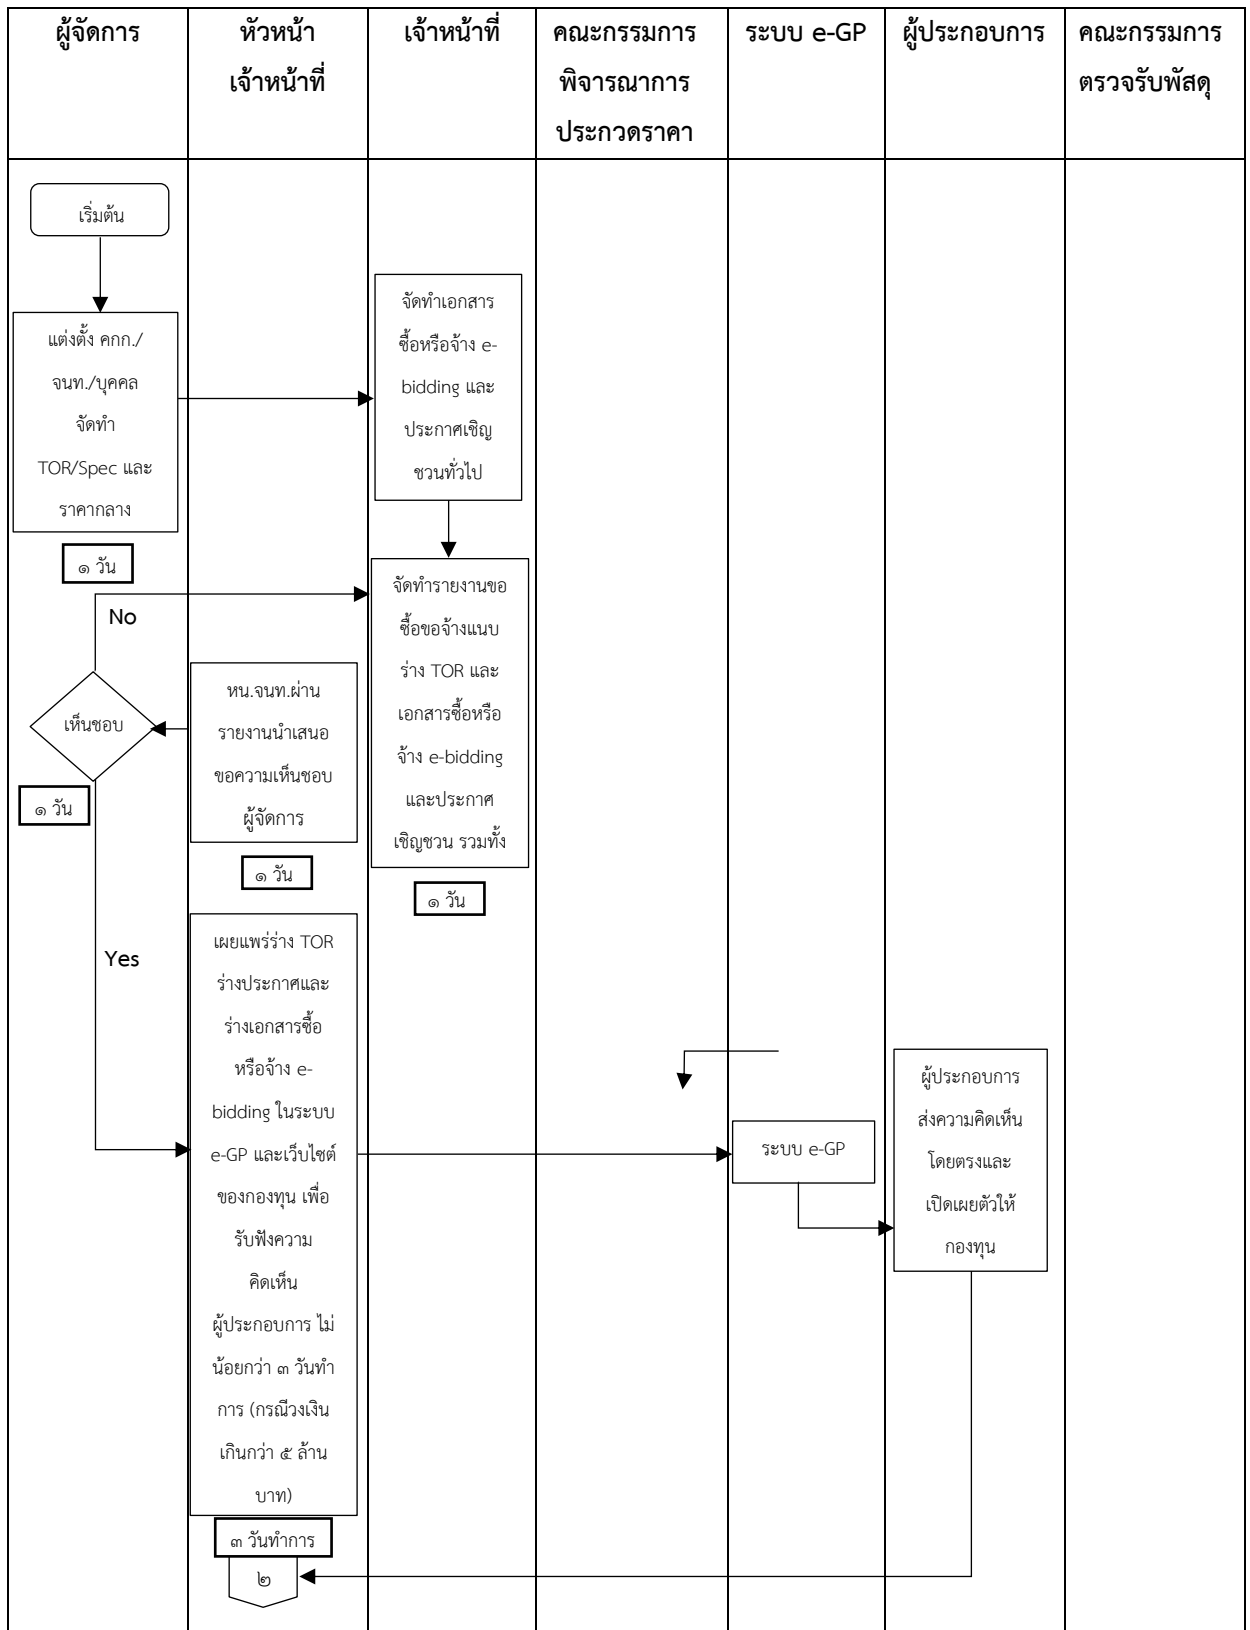 ผู้จัดการ
หัวหน้า
เจ้าหน้าที่
เจ้าหน้าที่
คณะกรรมการ
พิจารณาการ
ประกวดราคา
ระบบ e-GP
ผู้ประกอบการ
คณะกรรมการ
ตรวจรับพัสดุ
เริ่มต้น
แต่งตั้ง คกก./
จนท./บุคคล
จัดทำ
TOR/Spec และ
ราคากลาง
๑ วัน
จัดทำเอกสาร
ซื้อหรือจ้าง e-
bidding และ
ประกาศเชิญ
ชวนทั่วไป
จัดทำรายงานขอ
ซื้อขอจ้างแนบ
ร่าง TOR และ
เอกสารซื้อหรือ
จ้าง e-bidding
และประกาศ
เชิญชวน รวมทั้ง
๑ วัน
No
เห็นชอบ
๑ วัน
หน.จนท.ผ่าน
รายงานนำเสนอ
ขอความเห็นชอบ
ผู้จัดการ
๑ วัน
Yes
เผยแพร่ร่าง TOR
ร่างประกาศและ
ร่างเอกสารซื้อ
หรือจ้าง e-
bidding ในระบบ
e-GP และเว็บไซต์
ของกองทุน เพื่อ
รับฟังความ
คิดเห็น
ผู้ประกอบการ ไม่
น้อยกว่า ๓ วันทำ
การ (กรณีวงเงิน
เกินกว่า ๕ ล้าน
บาท)
๓ วันทำการ
๒
ระบบ e-GP
ผู้ประกอบการ
ส่งความคิดเห็น
โดยตรงและ
เปิดเผยตัวให้
กองทุน